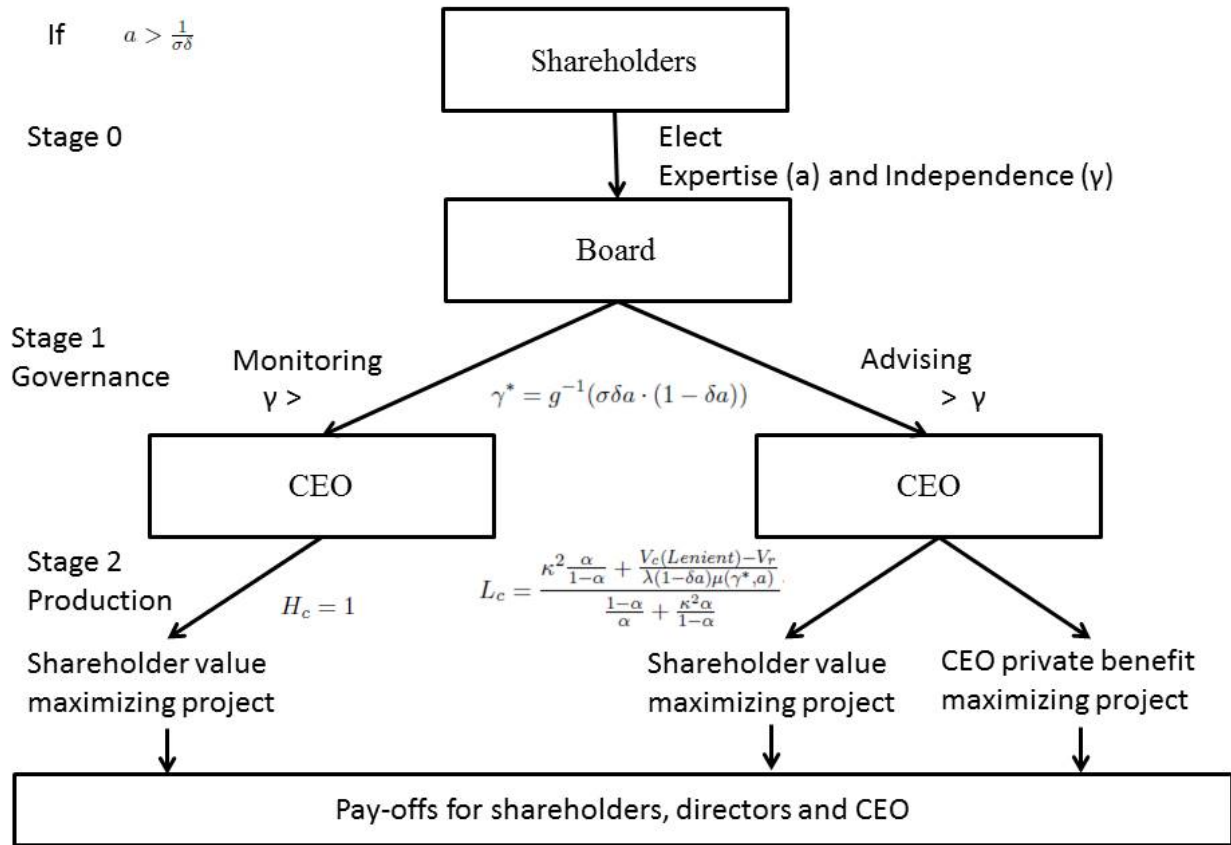 If a > 1/σδ
Shareholders
Stage 0
Elect
Expertise (a) and Independence (γ)
Board
Stage 1
Governance
Monitoring
γ >
γ* = g⁻¹(σδa · (1 − δa))
Advising
> γ
CEO
CEO
Stage 2
Production
H_c = 1
L_c = (κ² α/(1−α) + (V_c(Lenient)−V_r)/(λ(1−δa)μ(γ*,a))) / ((1−α)/α + κ²α/(1−α))
Shareholder value
maximizing project
Shareholder value
maximizing project
CEO private benefit
maximizing project
Pay-offs for shareholders, directors and CEO